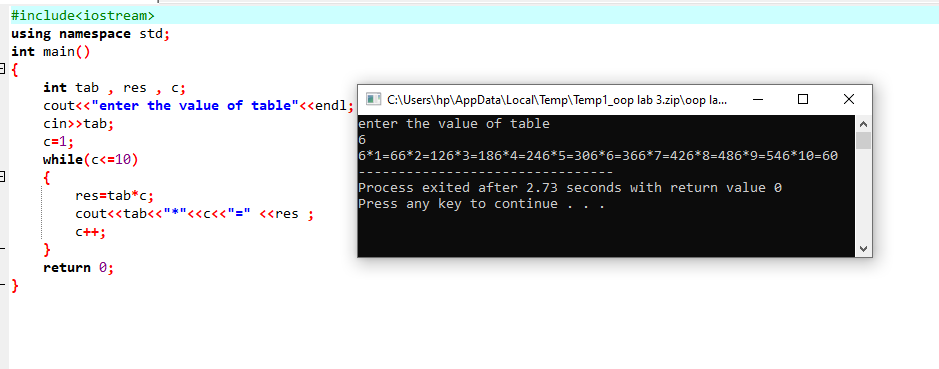 #include<iostream>
using namespace std;
int main()
{
int tab , res , c;
cout<<"enter the value of table"<<endl;
cin>>tab;
c=1;
while(c<=10)
{
res=tab*c;
cout<<tab<<"*"<<c<<"=" <<res ;
c++;
}
return 0;
}
C:\Users\hp\AppData\Local\Temp\Temp1_oop lab 3.zip\oop la...
enter the value of table
6
6*1=66*2=126*3=186*4=246*5=306*6=366*7=426*8=486*9=546*10=60
--------------------------------
Process exited after 2.73 seconds with return value 0
Press any key to continue . . .